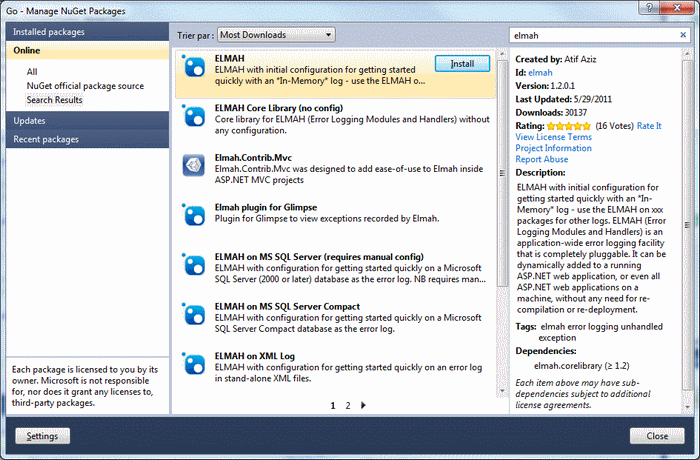 Go - Manage NuGet Packages
Installed packages
Online
All
NuGet official package source
Search Results
Updates
Recent packages
Each package is licensed to you by its
owner. Microsoft is not responsible
for, nor does it grant any licenses to,
third-party packages.
Trier par : Most Downloads
ELMAH
ELMAH with initial configuration for getting started
quickly with an "In-Memory" log - use the ELMAH o...
Install
ELMAH Core Library (no config)
Core library for ELMAH (Error Logging Modules and Handlers) without
any configuration.
Elmah.Contrib.Mvc
Elmah.Contrib.Mvc was designed to add ease-of-use to Elmah inside
ASP.NET MVC projects
Elmah plugin for Glimpse
Plugin for Glimpse to view exceptions recorded by Elmah.
ELMAH on MS SQL Server (requires manual config)
ELMAH with configuration for getting started quickly on a Microsoft
SQL Server (2000 or later) database as the error log. NB requires man...
ELMAH on MS SQL Server Compact
ELMAH with configuration for getting started quickly on a Microsoft
SQL Server Compact database as the error log.
ELMAH on XML Log
ELMAH with configuration for getting started quickly on an error log
in stand-alone XML files.
1 2
elmah
Created by: Atif Aziz
Id: elmah
Version: 1.2.0.1
Last Updated: 5/29/2011
Downloads: 30137
Rating: (16 Votes) Rate It
View License Terms
Project Information
Report Abuse
Description:
ELMAH with initial configuration for
getting started quickly with an "In-
Memory" log - use the ELMAH on xxx
packages for other logs. ELMAH (Error
Logging Modules and Handlers) is an
application-wide error logging facility
that is completely pluggable. It can be
dynamically added to a running
ASP.NET web application, or even all
ASP.NET web applications on a
machine, without any need for re-
compilation or re-deployment.
Tags: elmah error logging unhandled
exception
Dependencies:
elmah.corelibrary (≥ 1.2)
Each item above may have sub-
dependencies subject to additional
license agreements.
Settings
Close